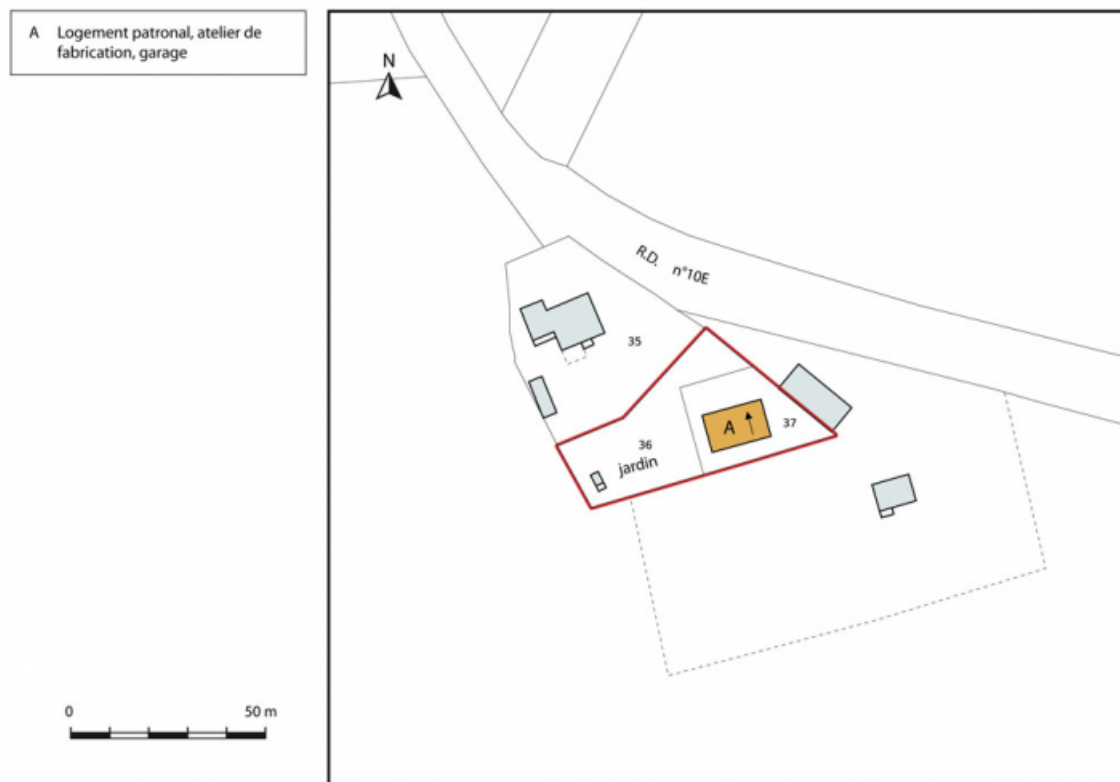 A Logement patronal, atelier de
fabrication, garage
N
R.D. n°10E
35
37
A
36
jardin
0 50 m